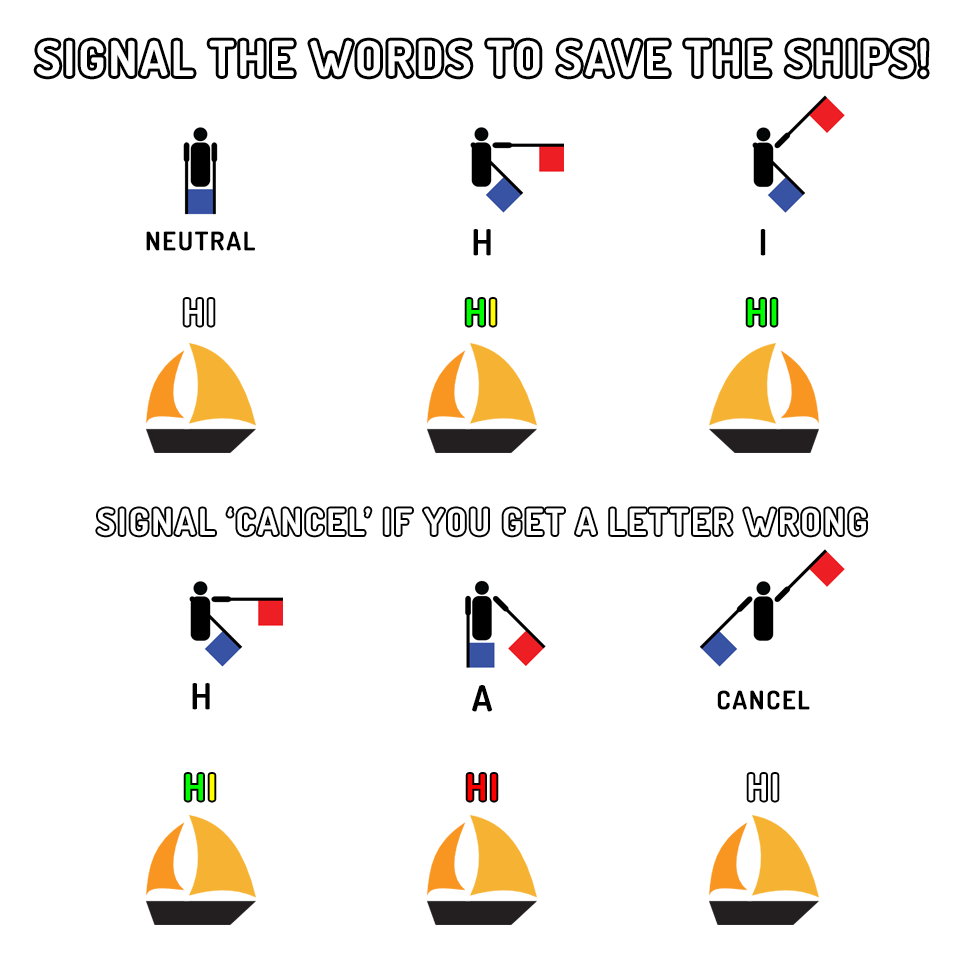 SIGNAL THE WORDS TO SAVE THE SHIPS!
NEUTRAL H I
HI HI HI
SIGNAL ‘CANCEL’ IF YOU GET A LETTER WRONG
H A CANCEL
HI HI HI